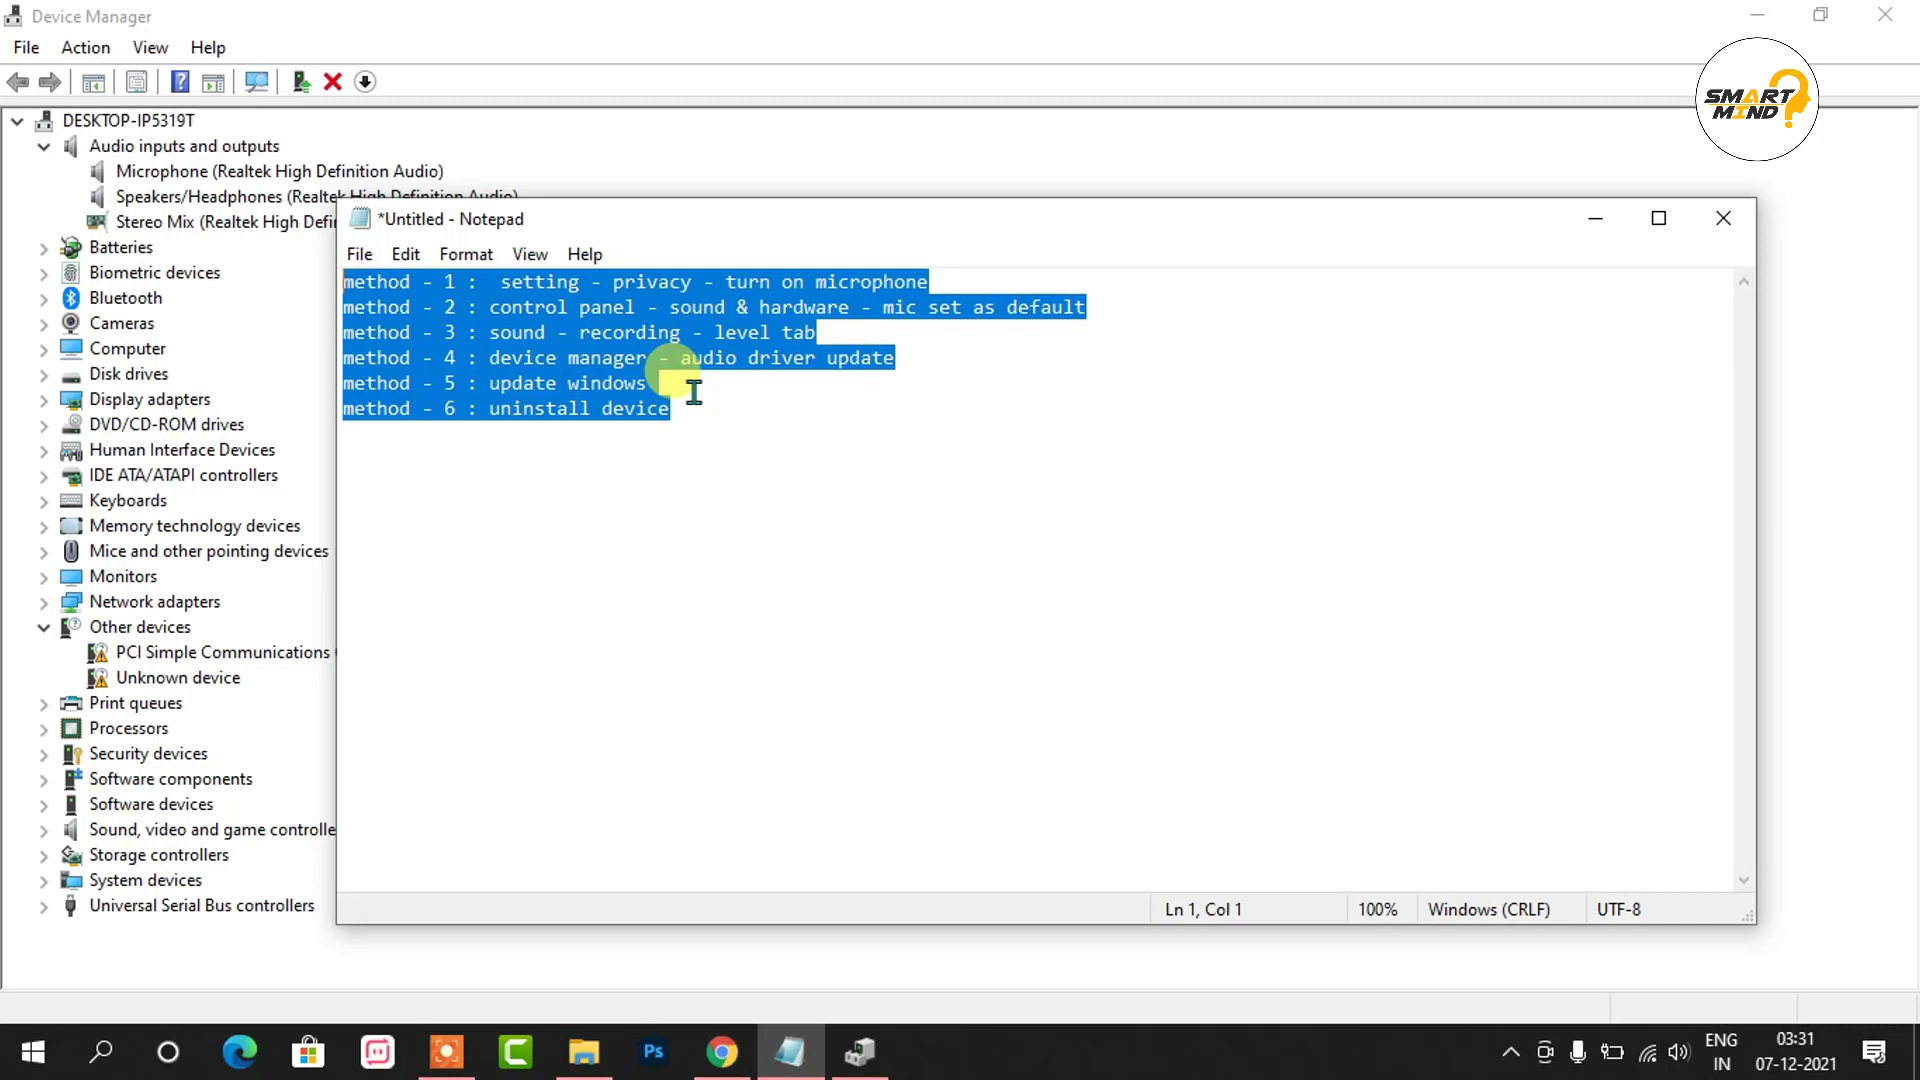 Device Manager
File Action View Help
SMART
MIND
DESKTOP-IP5319T
Audio inputs and outputs
Microphone (Realtek High Definition Audio)
Speakers/Headphones (Realtek High Definition Audio)
Stereo Mix (Realtek High Defi
Batteries
Biometric devices
Bluetooth
Cameras
Computer
Disk drives
Display adapters
DVD/CD-ROM drives
Human Interface Devices
IDE ATA/ATAPI controllers
Keyboards
Memory technology devices
Mice and other pointing devices
Monitors
Network adapters
Other devices
PCI Simple Communications
Unknown device
Print queues
Processors
Security devices
Software components
Software devices
Sound, video and game controlle
Storage controllers
System devices
Universal Serial Bus controllers
*Untitled - Notepad
File Edit Format View Help
method - 1 :  setting - privacy - turn on microphone
method - 2 : control panel - sound & hardware - mic set as default
method - 3 : sound - recording - level tab
method - 4 : device manager - audio driver update
method - 5 : update windows
method - 6 : uninstall device
Ln 1, Col 1 100% Windows (CRLF) UTF-8
Ps
ENG
IN
03:31
07-12-2021